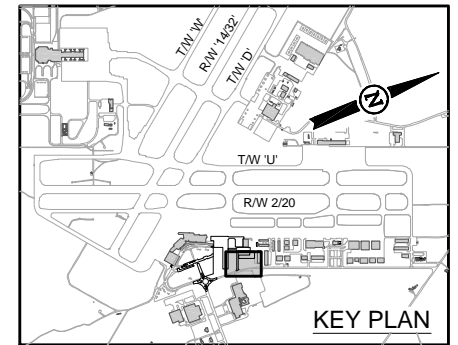 T/W 'W'
R/W '14/32'
T/W 'D'
N
T/W 'U'
R/W 2/20
KEY PLAN